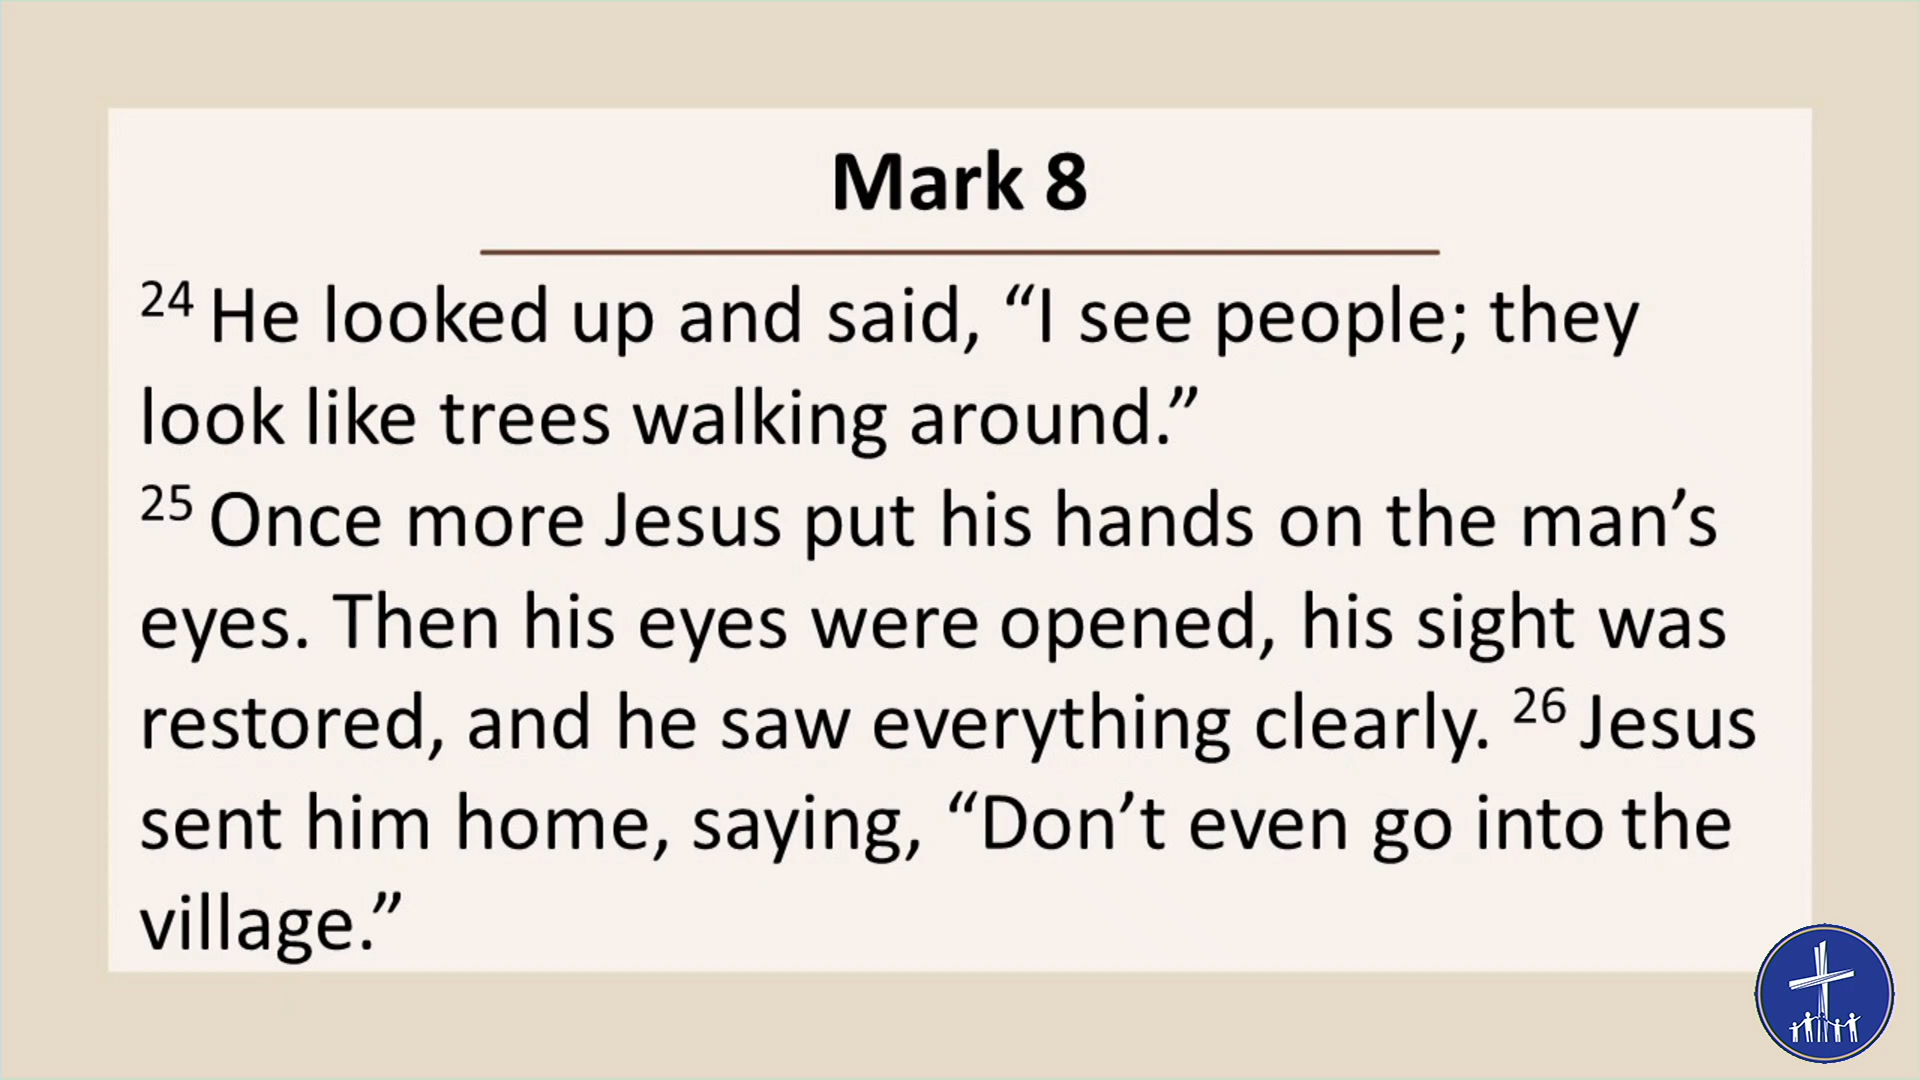 Mark 8
24 He looked up and said, “I see people; they
look like trees walking around.”
25 Once more Jesus put his hands on the man’s
eyes. Then his eyes were opened, his sight was
restored, and he saw everything clearly. 26 Jesus
sent him home, saying, “Don’t even go into the
village.”